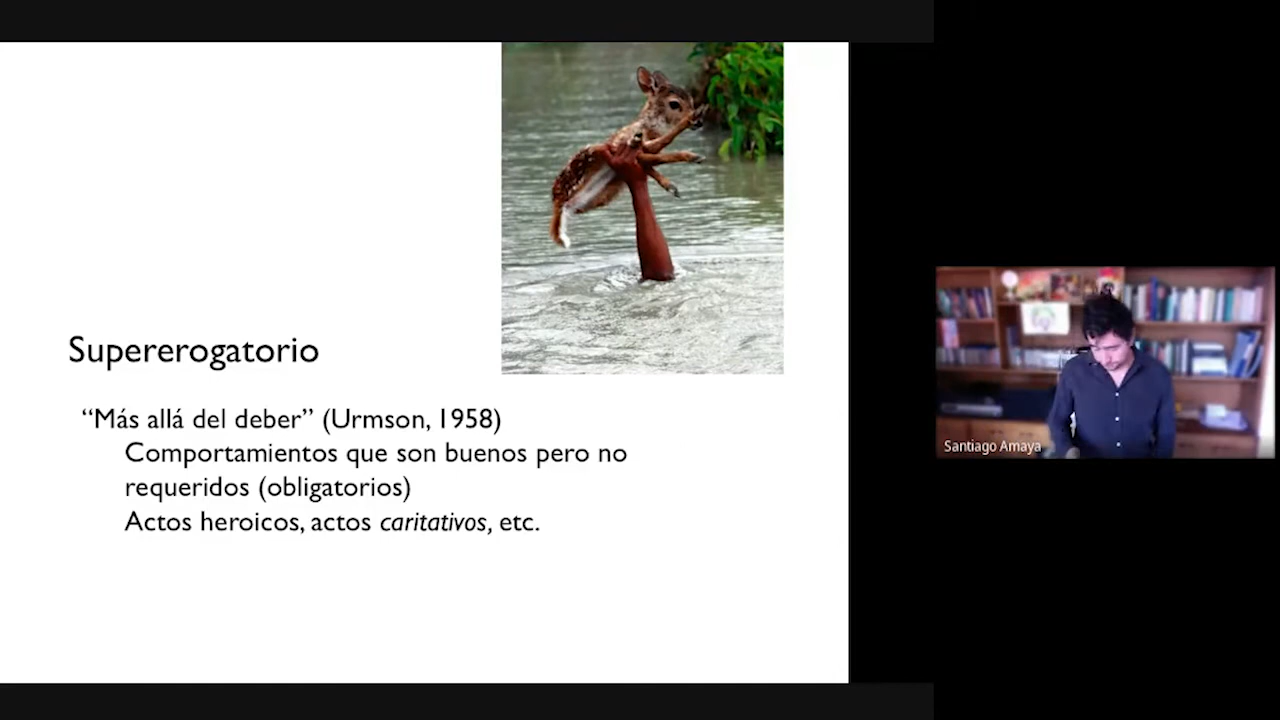 Supererogatorio
“Más allá del deber” (Urmson, 1958)
Comportamientos que son buenos pero no
requeridos (obligatorios)
Actos heroicos, actos caritativos, etc.
Santiago Amaya